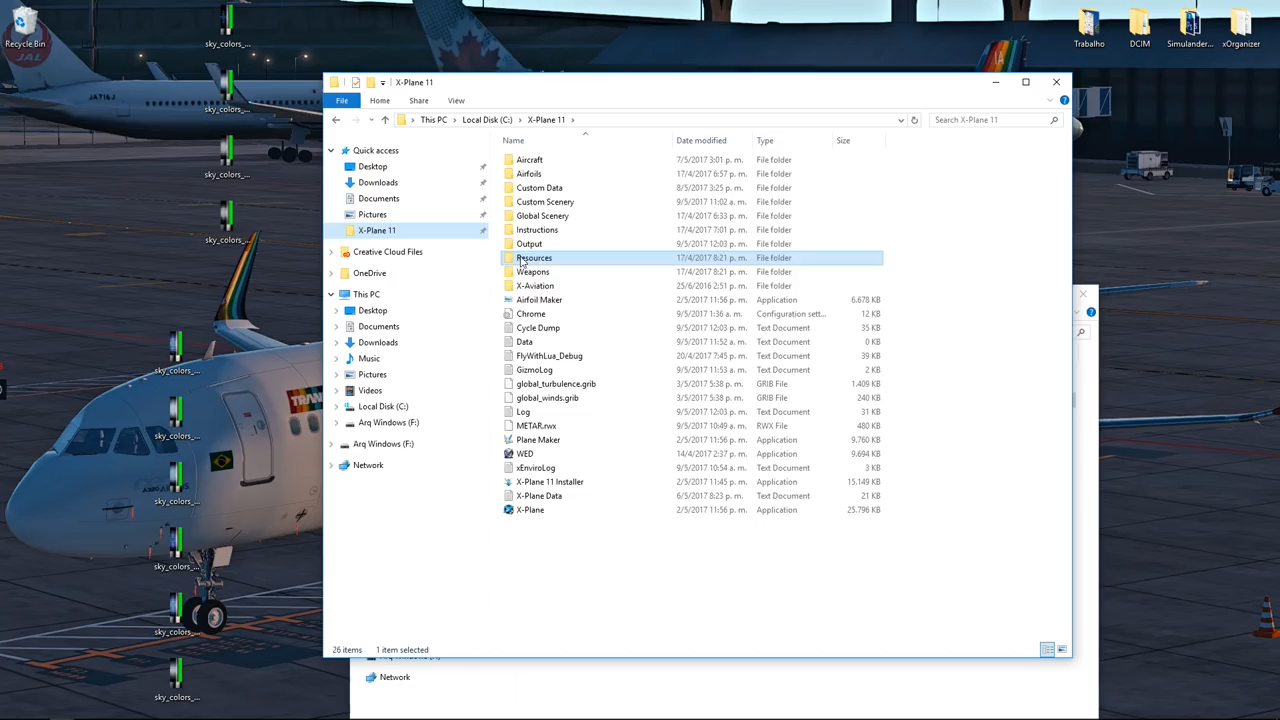 Recycle Bin
sky_colors_...
sky_colors_...
sky_colors_...
sky_colors_...
sky_colors_...
sky_colors_...
sky_colors_...
sky_colors_...
sky_colors_...
sky_colors_...
Trabalho
DCIM
Simulander...
xOrganizer
JAL
JA716J
X-Plane 11
File Home Share View
This PC > Local Disk (C:) > X-Plane 11 >
Search X-Plane 11
Quick access
Desktop
Downloads
Documents
Pictures
X-Plane 11
Creative Cloud Files
OneDrive
This PC
Desktop
Documents
Downloads
Music
Pictures
Videos
Local Disk (C:)
Arq Windows (F:)
Arq Windows (F:)
Network
Name Date modified Type Size
Aircraft 7/5/2017 3:01 p. m. File folder
Airfoils 17/4/2017 6:57 p. m. File folder
Custom Data 8/5/2017 3:25 p. m. File folder
Custom Scenery 9/5/2017 11:02 a. m. File folder
Global Scenery 17/4/2017 6:33 p. m. File folder
Instructions 17/4/2017 7:01 p. m. File folder
Output 9/5/2017 12:03 p. m. File folder
Resources 17/4/2017 8:21 p. m. File folder
Weapons 17/4/2017 8:21 p. m. File folder
X-Aviation 25/6/2016 2:51 p. m. File folder
Airfoil Maker 2/5/2017 11:56 p. m. Application 6.678 KB
Chrome 9/5/2017 1:36 a. m. Configuration sett... 12 KB
Cycle Dump 9/5/2017 12:03 p. m. Text Document 35 KB
Data 9/5/2017 11:52 a. m. Text Document 0 KB
FlyWithLua_Debug 20/4/2017 7:45 p. m. Text Document 39 KB
GizmoLog 9/5/2017 11:53 a. m. Text Document 2 KB
global_turbulence.grib 3/5/2017 5:38 p. m. GRIB File 1.409 KB
global_winds.grib 3/5/2017 5:38 p. m. GRIB File 240 KB
Log 9/5/2017 12:03 p. m. Text Document 31 KB
METAR.rwx 9/5/2017 10:49 a. m. RWX File 480 KB
Plane Maker 2/5/2017 11:56 p. m. Application 9.760 KB
WED 14/4/2017 2:37 p. m. Application 9.694 KB
xEnviroLog 9/5/2017 10:54 a. m. Text Document 3 KB
X-Plane 11 Installer 2/5/2017 11:45 p. m. Application 15.149 KB
X-Plane Data 6/5/2017 8:23 p. m. Text Document 21 KB
X-Plane 2/5/2017 11:56 p. m. Application 25.796 KB
26 items 1 item selected
Network